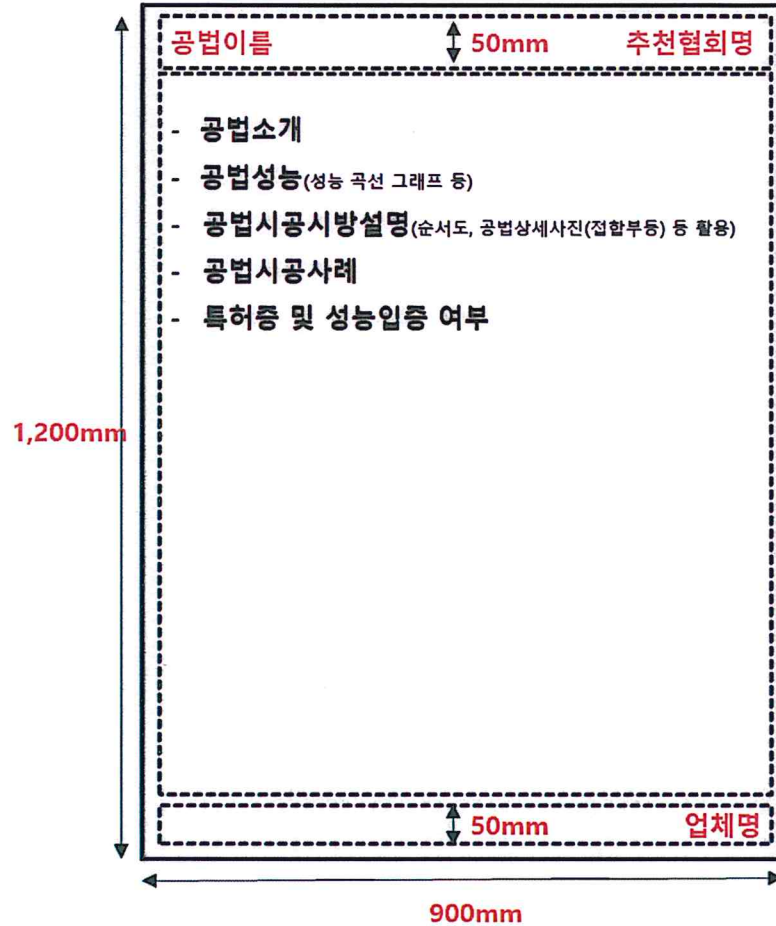 공법이름 50mm 추천협회명
- 공법소개
- 공법성능(성능 곡선 그래프 등)
- 공법시공시방설명(순서도, 공법상세사진(접합부등) 등 활용)
- 공법시공사례
- 특허증 및 성능입증 여부
1,200mm
50mm 업체명
900mm